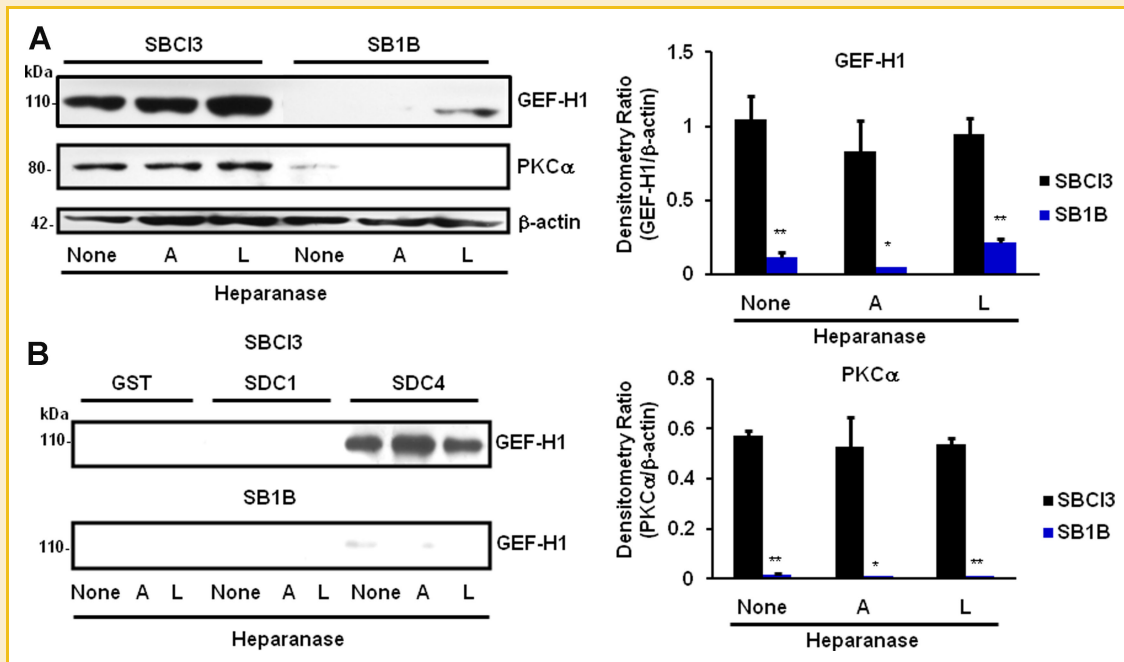 A
SBCl3 SB1B
kDa
110- GEF-H1
80- PKCα
42- β-actin
None A L None A L
Heparanase
1.5
1
0.5
0
Densitometry Ratio
(GEF-H1/β-actin)
GEF-H1
** * **
SBCl3
SB1B
None A L
Heparanase
B
SBCl3
GST SDC1 SDC4
kDa
110- GEF-H1
SB1B
110- GEF-H1
None A L None A L None A L
Heparanase
0.8
0.6
0.4
0.2
0
Densitometry Ratio
(PKCα/β-actin)
PKCα
** * **
SBCl3
SB1B
None A L
Heparanase